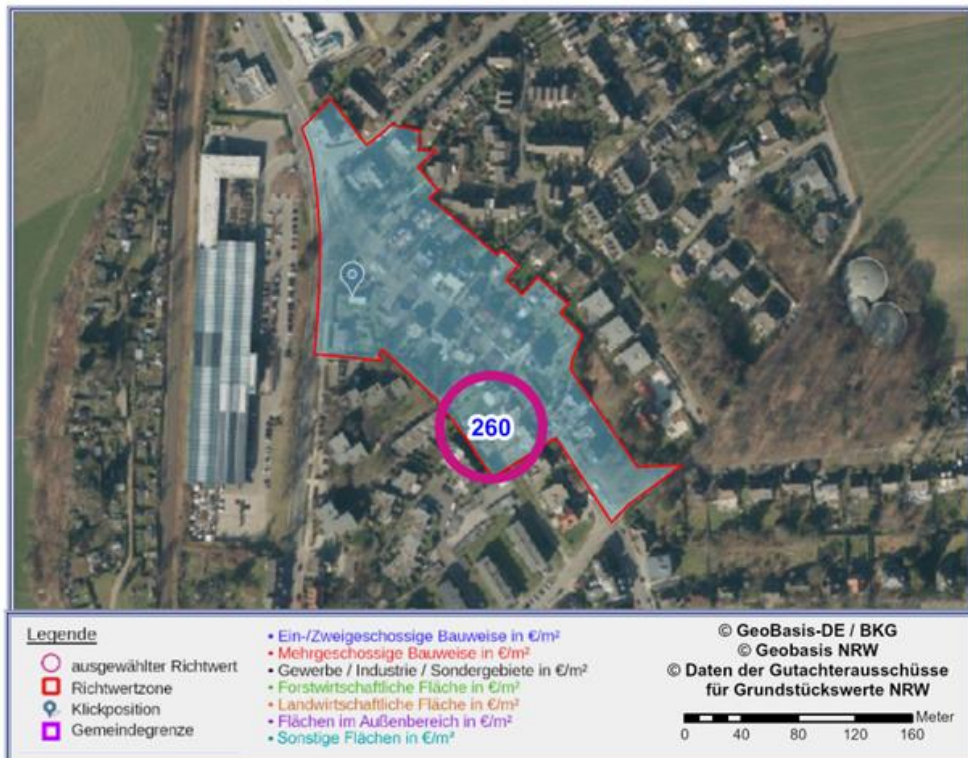 260
Legende
ausgewählter Richtwert
Richtwertzone
Klickposition
Gemeindegrenze
• Ein-/Zweigeschossige Bauweise in €/m²
• Mehrgeschossige Bauweise in €/m²
• Gewerbe / Industrie / Sondergebiete in €/m²
• Forstwirtschaftliche Fläche in €/m²
• Landwirtschaftliche Fläche in €/m²
• Flächen im Außenbereich in €/m²
• Sonstige Flächen in €/m²
© GeoBasis-DE / BKG
© Geobasis NRW
© Daten der Gutachterausschüsse
für Grundstückswerte NRW
Meter
0 40 80 120 160